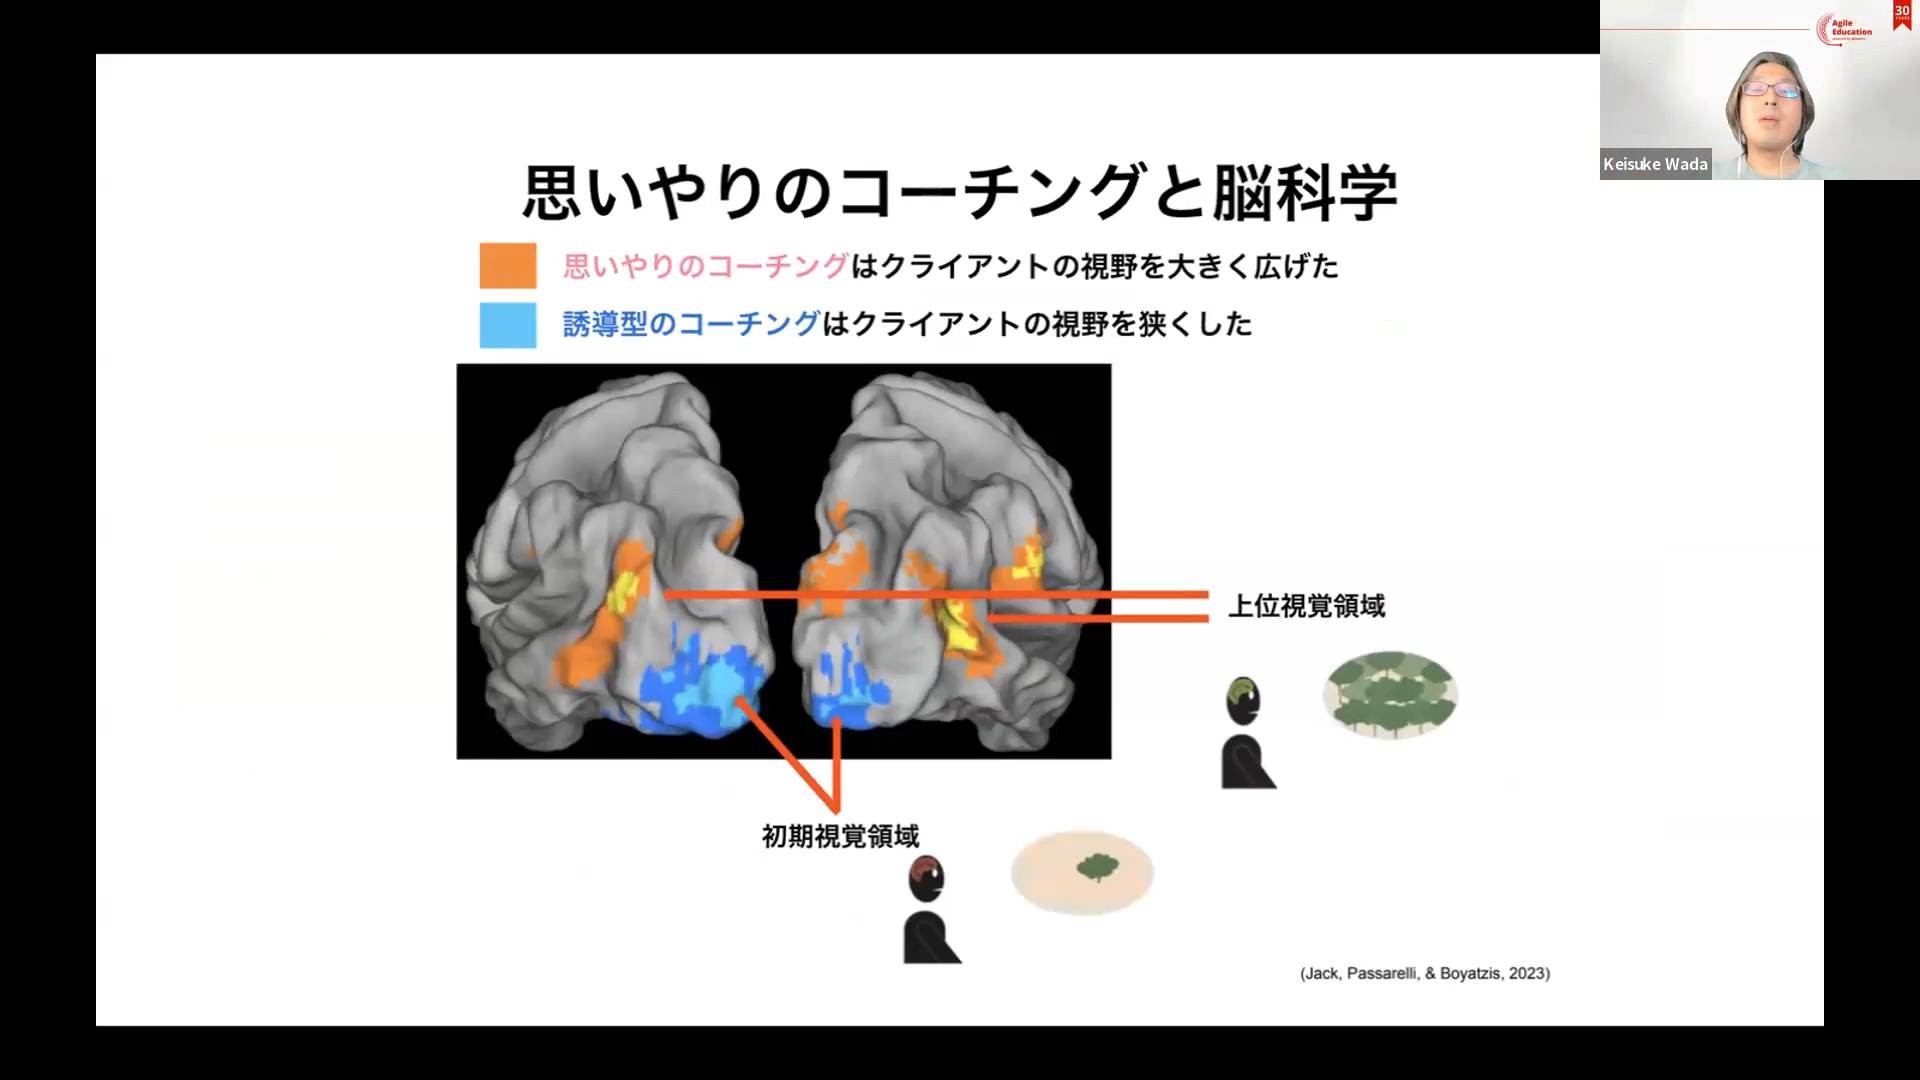 30
YEARS
Agile
Education
Keisuke Wada
思いやりのコーチングと脳科学
思いやりのコーチングはクライアントの視野を大きく広げた
誘導型のコーチングはクライアントの視野を狭くした
上位視覚領域
初期視覚領域
(Jack, Passarelli, & Boyatzis, 2023)